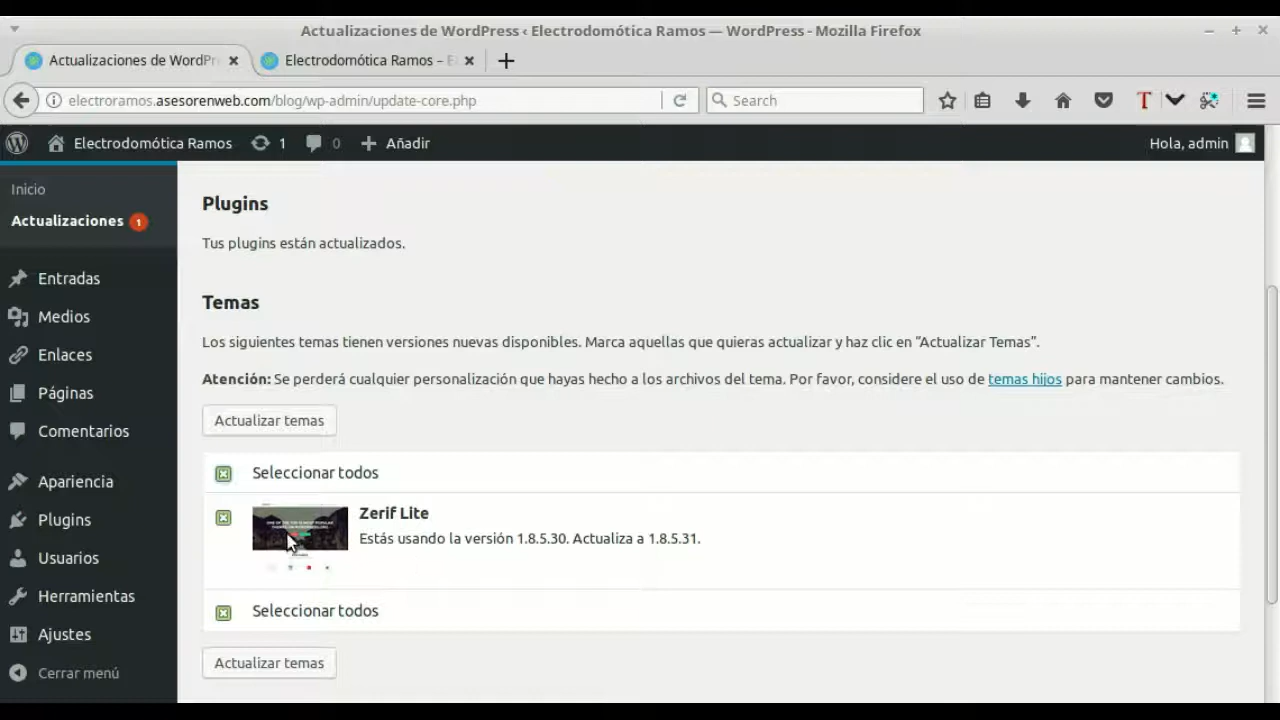 Actualizaciones de WordPress ‹ Electrodomótica Ramos — WordPress - Mozilla Firefox
Actualizaciones de WordPr
Electrodomótica Ramos – E
electroramos.asesorenweb.com/blog/wp-admin/update-core.php
Search
Electrodomótica Ramos 1 0 Añadir
Hola, admin
Inicio
Actualizaciones 1
Entradas
Medios
Enlaces
Páginas
Comentarios
Apariencia
Plugins
Usuarios
Herramientas
Ajustes
Cerrar menú
Plugins
Tus plugins están actualizados.
Temas
Los siguientes temas tienen versiones nuevas disponibles. Marca aquellas que quieras actualizar y haz clic en “Actualizar Temas”.
Atención: Se perderá cualquier personalización que hayas hecho a los archivos del tema. Por favor, considere el uso de temas hijos para mantener cambios.
Actualizar temas
Seleccionar todos
Zerif Lite
Estás usando la versión 1.8.5.30. Actualiza a 1.8.5.31.
Seleccionar todos
Actualizar temas